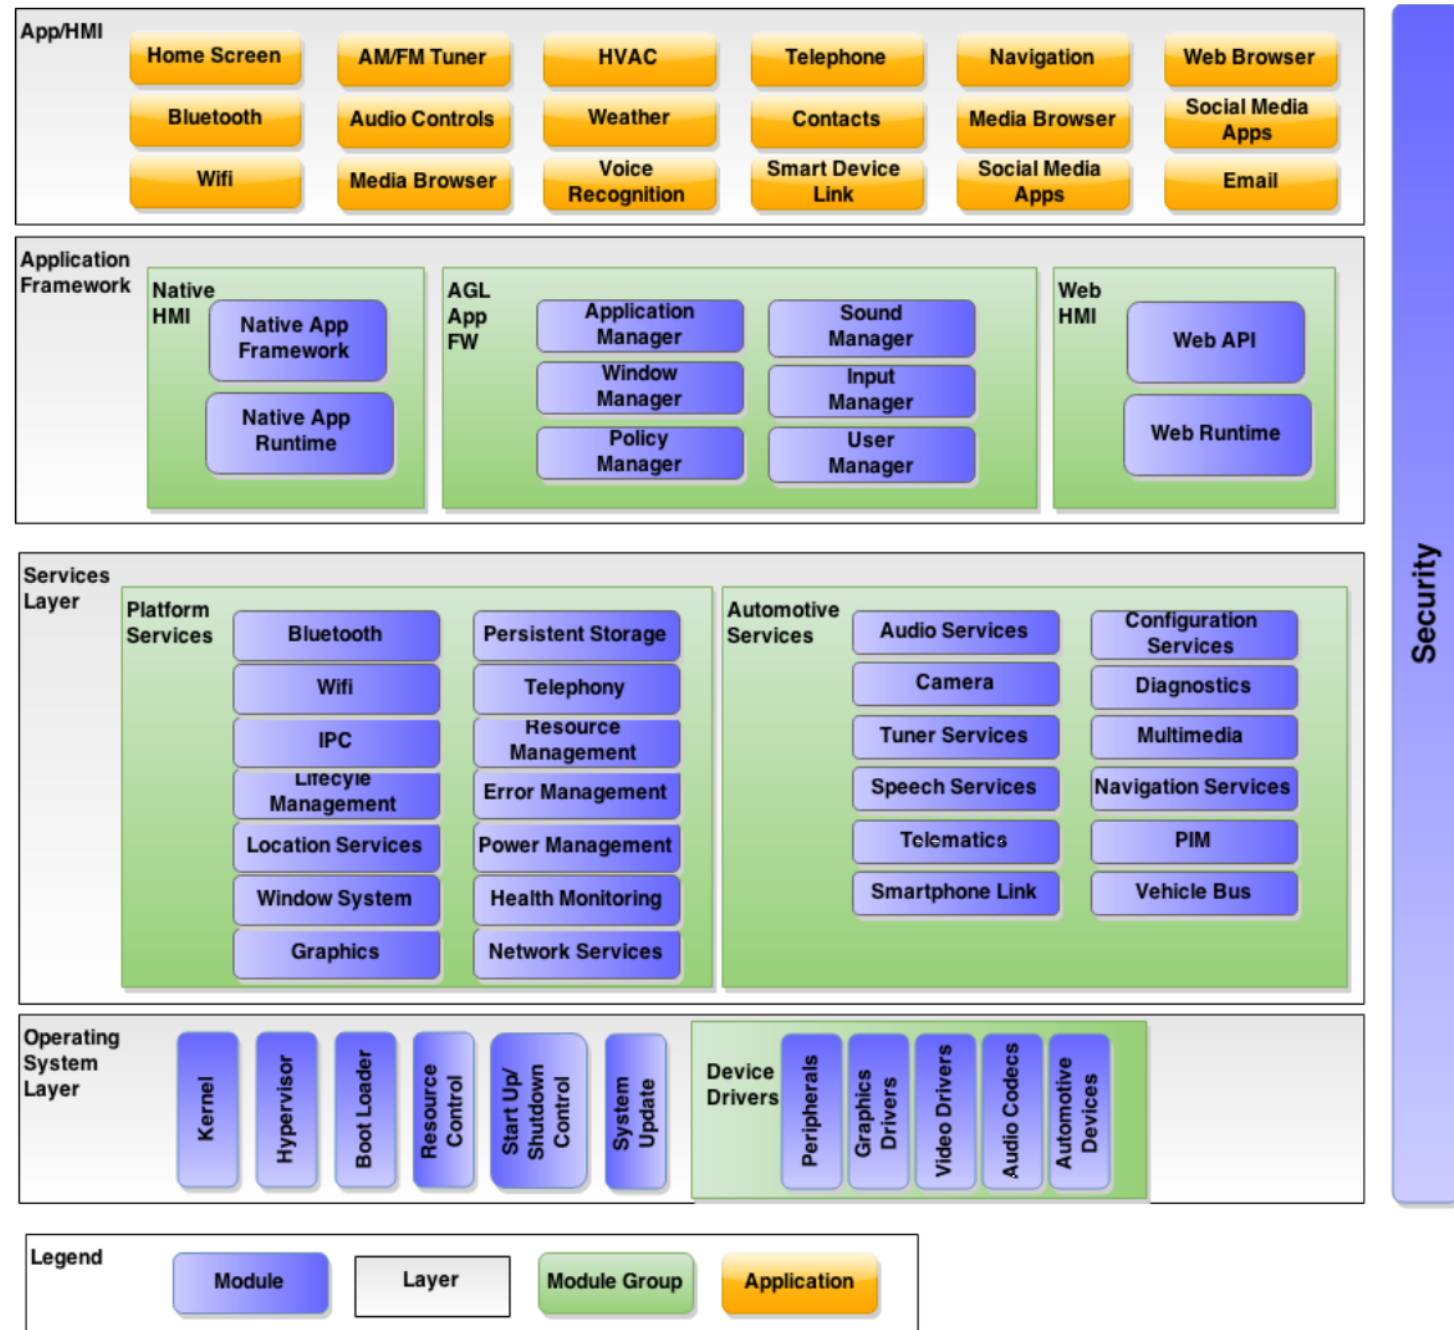 App/HMI
Home Screen
AM/FM Tuner
HVAC
Telephone
Navigation
Web Browser
Bluetooth
Audio Controls
Weather
Contacts
Media Browser
Social Media
Apps
Wifi
Media Browser
Voice
Recognition
Smart Device
Link
Social Media
Apps
Email
Application
Framework
Native
HMI
Native App
Framework
Native App
Runtime
AGL
App
FW
Application
Manager
Sound
Manager
Window
Manager
Input
Manager
Policy
Manager
User
Manager
Web
HMI
Web API
Web Runtime
Services
Layer
Platform
Services
Bluetooth
Persistent Storage
Wifi
Telephony
IPC
Resource
Management
Lifecyle
Management
Error Management
Location Services
Power Management
Window System
Health Monitoring
Graphics
Network Services
Automotive
Services
Audio Services
Configuration
Services
Camera
Diagnostics
Tuner Services
Multimedia
Speech Services
Navigation Services
Telematics
PIM
Smartphone Link
Vehicle Bus
Operating
System
Layer
Kernel
Hypervisor
Boot Loader
Resource
Control
Start Up/
Shutdown
Control
System
Update
Device
Drivers
Peripherals
Graphics
Drivers
Video Drivers
Audio Codecs
Automotive
Devices
Security
Legend
Module
Layer
Module Group
Application